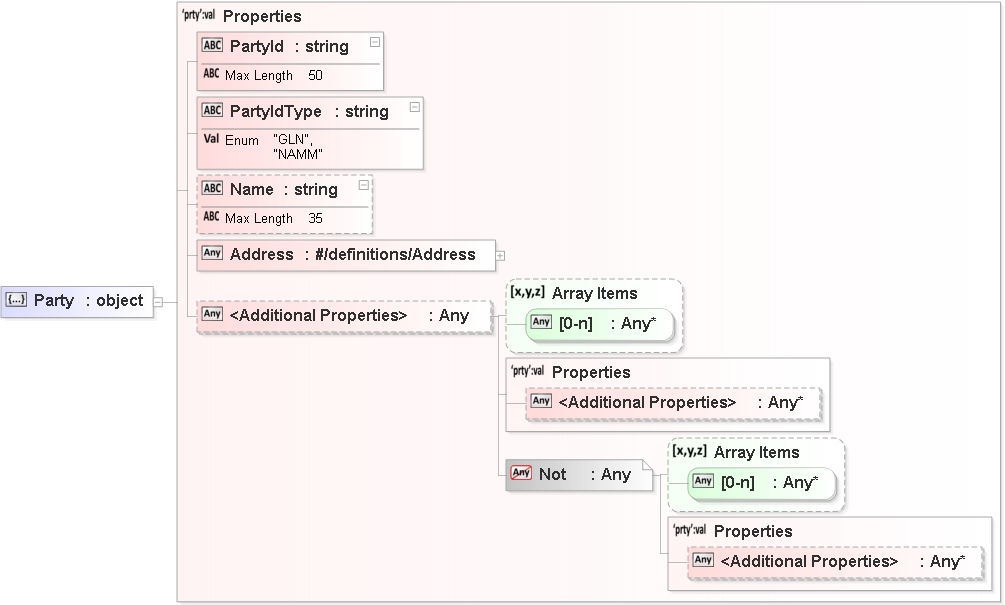 'prty':val Properties
ABC PartyId : string
ABC Max Length 50
ABC PartyIdType : string
Val Enum "GLN",
"NAMM"
ABC Name : string
ABC Max Length 35
Any Address : #/definitions/Address
{...} Party : object
Any <Additional Properties> : Any
[x,y,z] Array Items
Any [0-n] : Any*
'prty':val Properties
Any <Additional Properties> : Any*
Any Not : Any
[x,y,z] Array Items
Any [0-n] : Any*
'prty':val Properties
Any <Additional Properties> : Any*